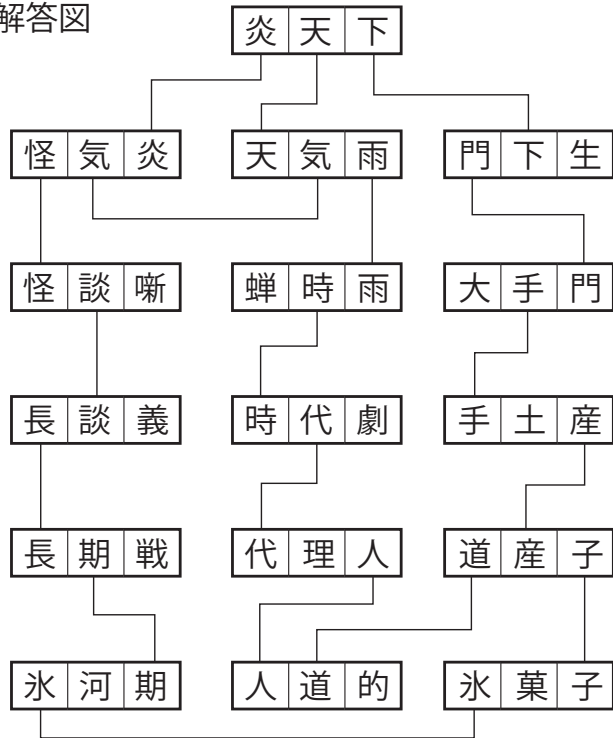 解答図
炎天下
怪気炎 天気雨 門下生
怪談噺 蝉時雨 大手門
長談義 時代劇 手土産
長期戦 代理人 道産子
氷河期 人道的 氷菓子